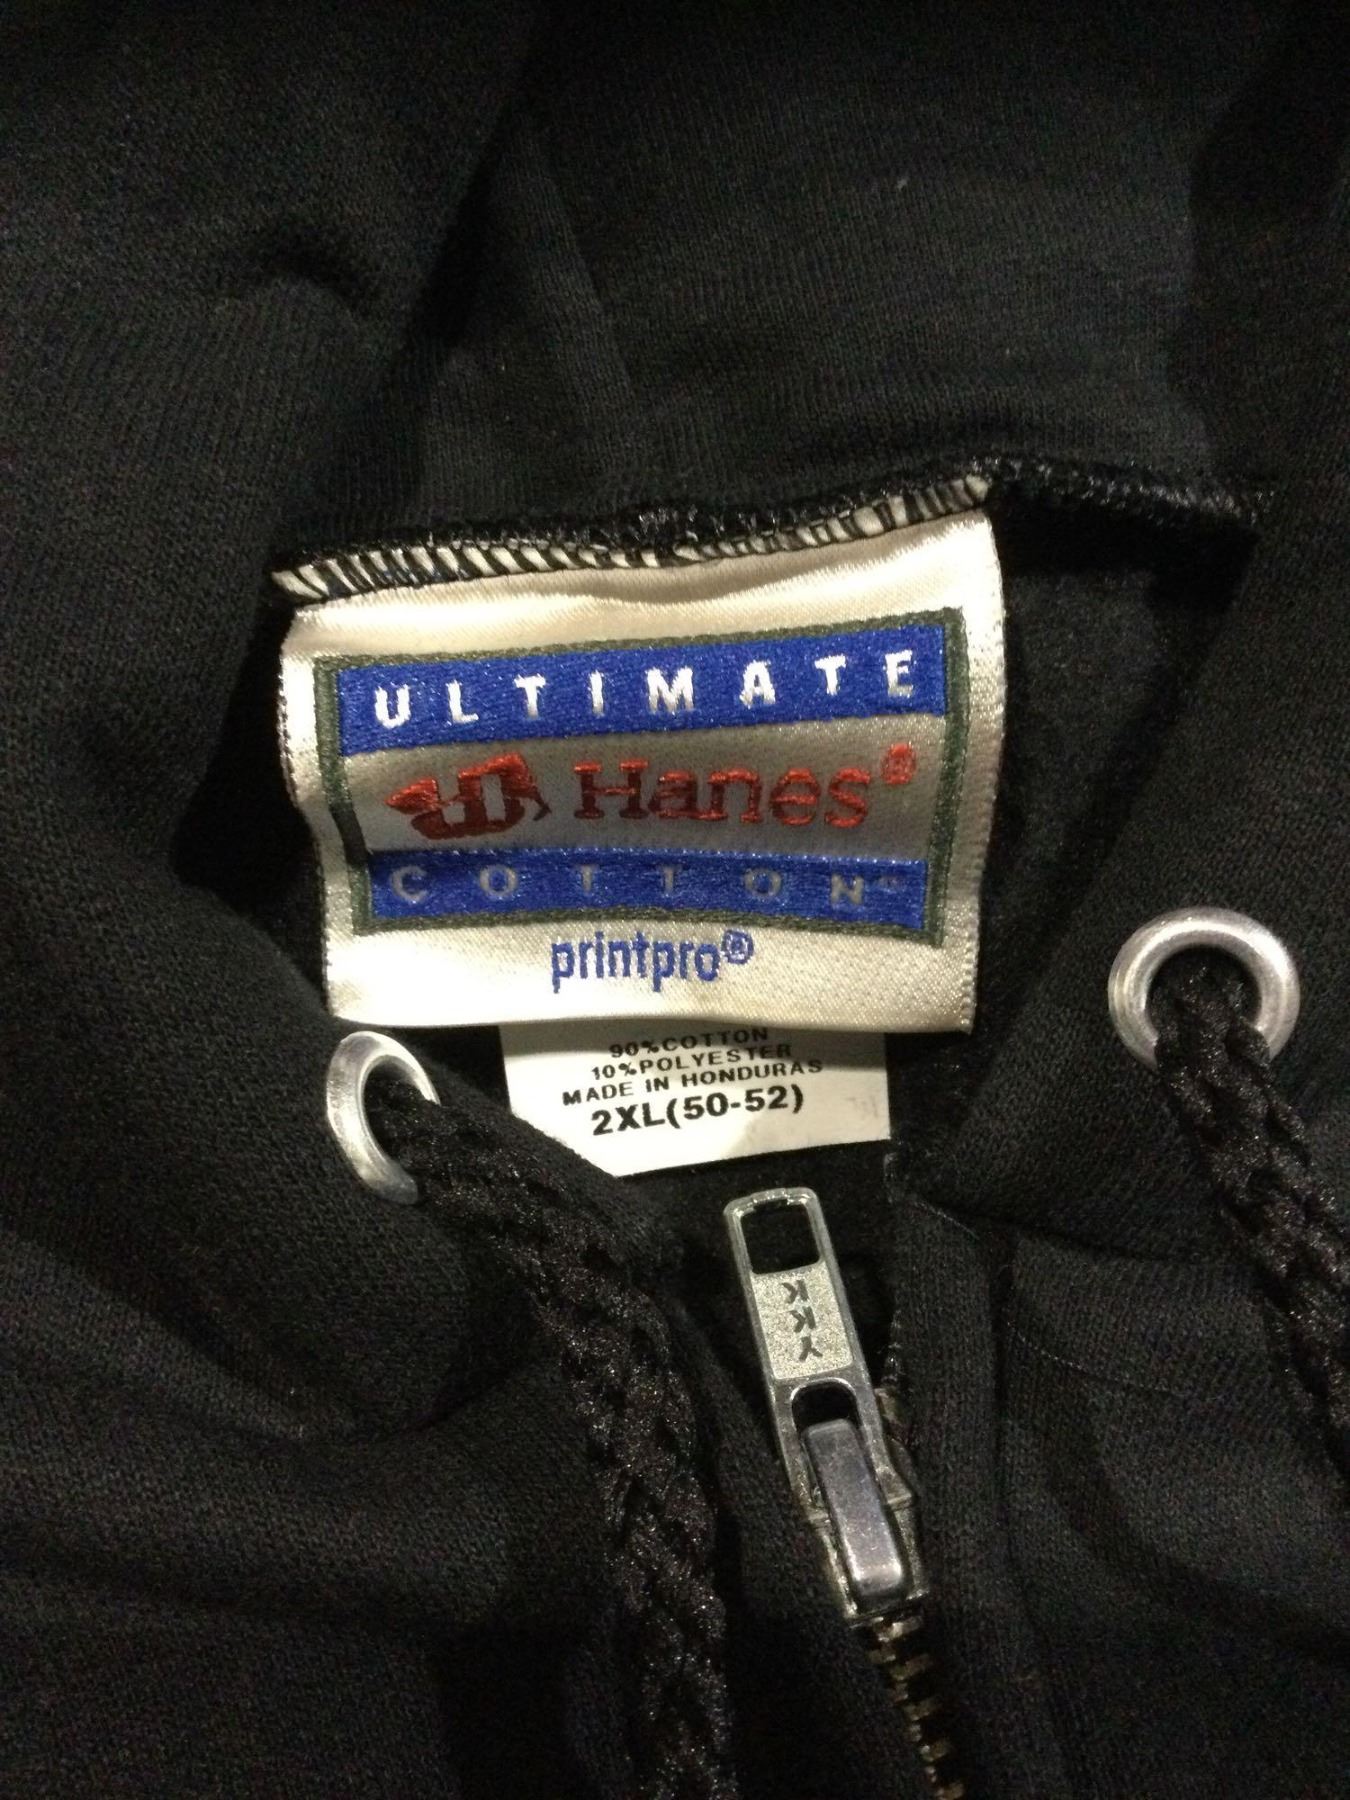 ULTIMATE
Hanes®
COTTON
printpro®
90%COTTON
10%POLYESTER
MADE IN HONDURAS
2XL(50-52)
YKK